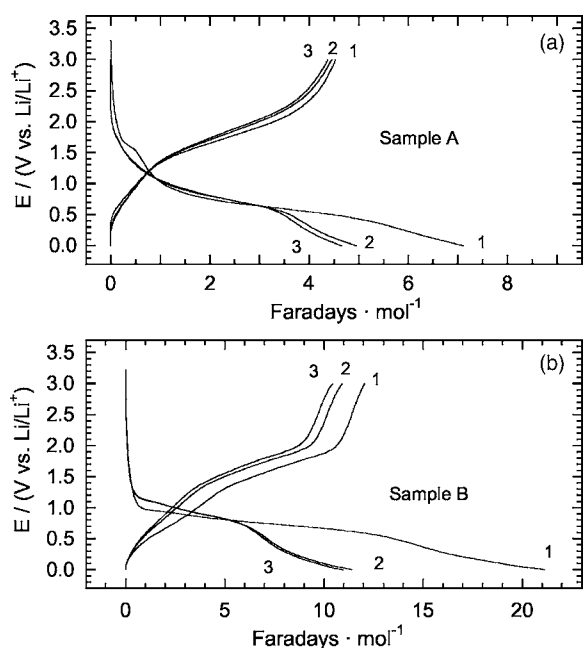 (a)
E / (V vs. Li/Li⁺)
3.5
3.0
2.5
2.0
1.5
1.0
0.5
0.0
3 2 1
Sample A
3 2 1
0 2 4 6 8
Faradays · mol⁻¹
(b)
E / (V vs. Li/Li⁺)
3.5
3.0
2.5
2.0
1.5
1.0
0.5
0.0
3 2 1
Sample B
3 2 1
0 5 10 15 20
Faradays · mol⁻¹